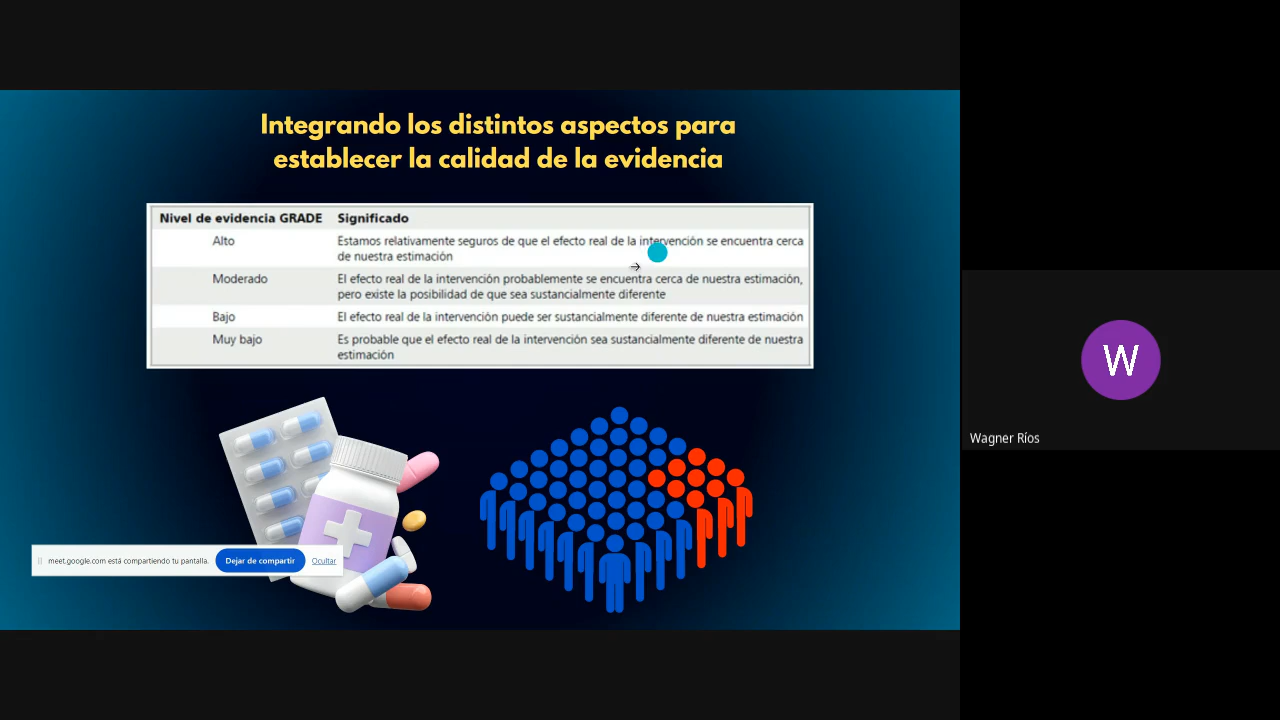 Integrando los distintos aspectos para
establecer la calidad de la evidencia
Nivel de evidencia GRADE Significado
Alto Estamos relativamente seguros de que el efecto real de la intervención se encuentra cerca
de nuestra estimación
Moderado El efecto real de la intervención probablemente se encuentra cerca de nuestra estimación,
pero existe la posibilidad de que sea sustancialmente diferente
Bajo El efecto real de la intervención puede ser sustancialmente diferente de nuestra estimación
Muy bajo Es probable que el efecto real de la intervención sea sustancialmente diferente de nuestra
estimación
meet.google.com está compartiendo tu pantalla. Dejar de compartir Ocultar
W
Wagner Ríos